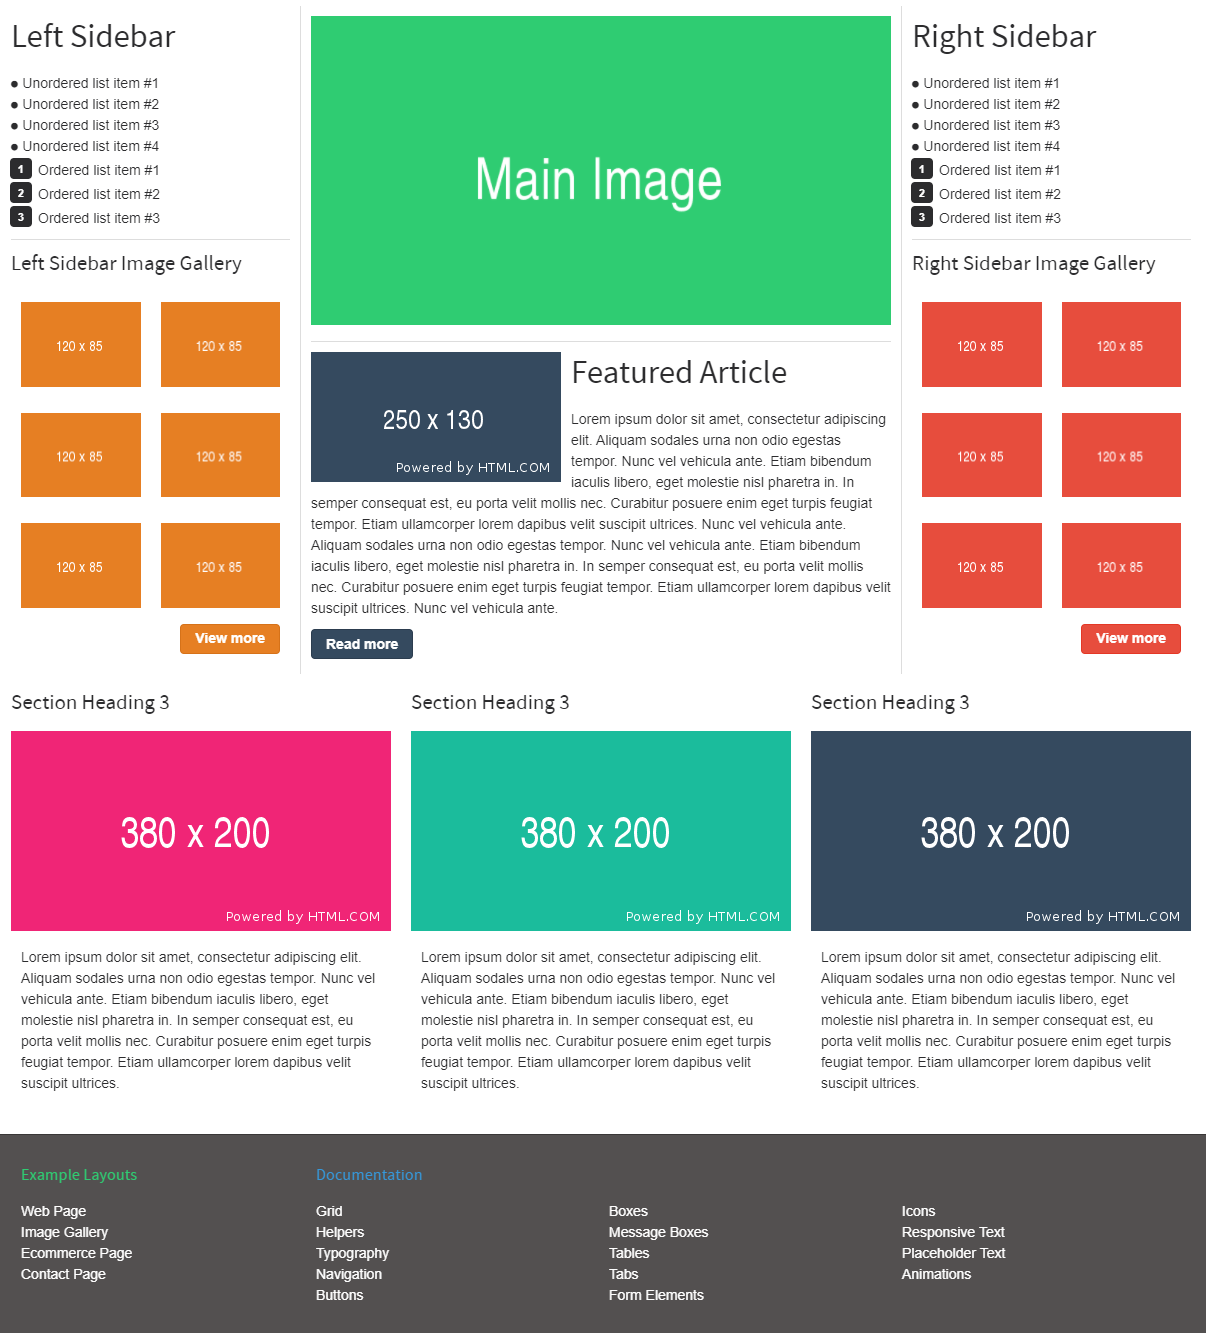 Left Sidebar
● Unordered list item #1
● Unordered list item #2
● Unordered list item #3
● Unordered list item #4
1 Ordered list item #1
2 Ordered list item #2
3 Ordered list item #3
Left Sidebar Image Gallery
120 x 85
120 x 85
120 x 85
120 x 85
120 x 85
120 x 85
View more
Main Image
250 x 130
Powered by HTML.COM
Featured Article
Lorem ipsum dolor sit amet, consectetur adipiscing
elit. Aliquam sodales urna non odio egestas
tempor. Nunc vel vehicula ante. Etiam bibendum
iaculis libero, eget molestie nisl pharetra in. In
semper consequat est, eu porta velit mollis nec. Curabitur posuere enim eget turpis feugiat
tempor. Etiam ullamcorper lorem dapibus velit suscipit ultrices. Nunc vel vehicula ante.
Aliquam sodales urna non odio egestas tempor. Nunc vel vehicula ante. Etiam bibendum
iaculis libero, eget molestie nisl pharetra in. In semper consequat est, eu porta velit mollis
nec. Curabitur posuere enim eget turpis feugiat tempor. Etiam ullamcorper lorem dapibus velit
suscipit ultrices. Nunc vel vehicula ante.
Read more
Right Sidebar
● Unordered list item #1
● Unordered list item #2
● Unordered list item #3
● Unordered list item #4
1 Ordered list item #1
2 Ordered list item #2
3 Ordered list item #3
Right Sidebar Image Gallery
120 x 85
120 x 85
120 x 85
120 x 85
120 x 85
120 x 85
View more
Section Heading 3
380 x 200
Powered by HTML.COM
Lorem ipsum dolor sit amet, consectetur adipiscing elit.
Aliquam sodales urna non odio egestas tempor. Nunc vel
vehicula ante. Etiam bibendum iaculis libero, eget
molestie nisl pharetra in. In semper consequat est, eu
porta velit mollis nec. Curabitur posuere enim eget turpis
feugiat tempor. Etiam ullamcorper lorem dapibus velit
suscipit ultrices.
Section Heading 3
380 x 200
Powered by HTML.COM
Lorem ipsum dolor sit amet, consectetur adipiscing elit.
Aliquam sodales urna non odio egestas tempor. Nunc vel
vehicula ante. Etiam bibendum iaculis libero, eget
molestie nisl pharetra in. In semper consequat est, eu
porta velit mollis nec. Curabitur posuere enim eget turpis
feugiat tempor. Etiam ullamcorper lorem dapibus velit
suscipit ultrices.
Section Heading 3
380 x 200
Powered by HTML.COM
Lorem ipsum dolor sit amet, consectetur adipiscing elit.
Aliquam sodales urna non odio egestas tempor. Nunc vel
vehicula ante. Etiam bibendum iaculis libero, eget
molestie nisl pharetra in. In semper consequat est, eu
porta velit mollis nec. Curabitur posuere enim eget turpis
feugiat tempor. Etiam ullamcorper lorem dapibus velit
suscipit ultrices.
Example Layouts
Web Page
Image Gallery
Ecommerce Page
Contact Page
Documentation
Grid
Helpers
Typography
Navigation
Buttons
Boxes
Message Boxes
Tables
Tabs
Form Elements
Icons
Responsive Text
Placeholder Text
Animations